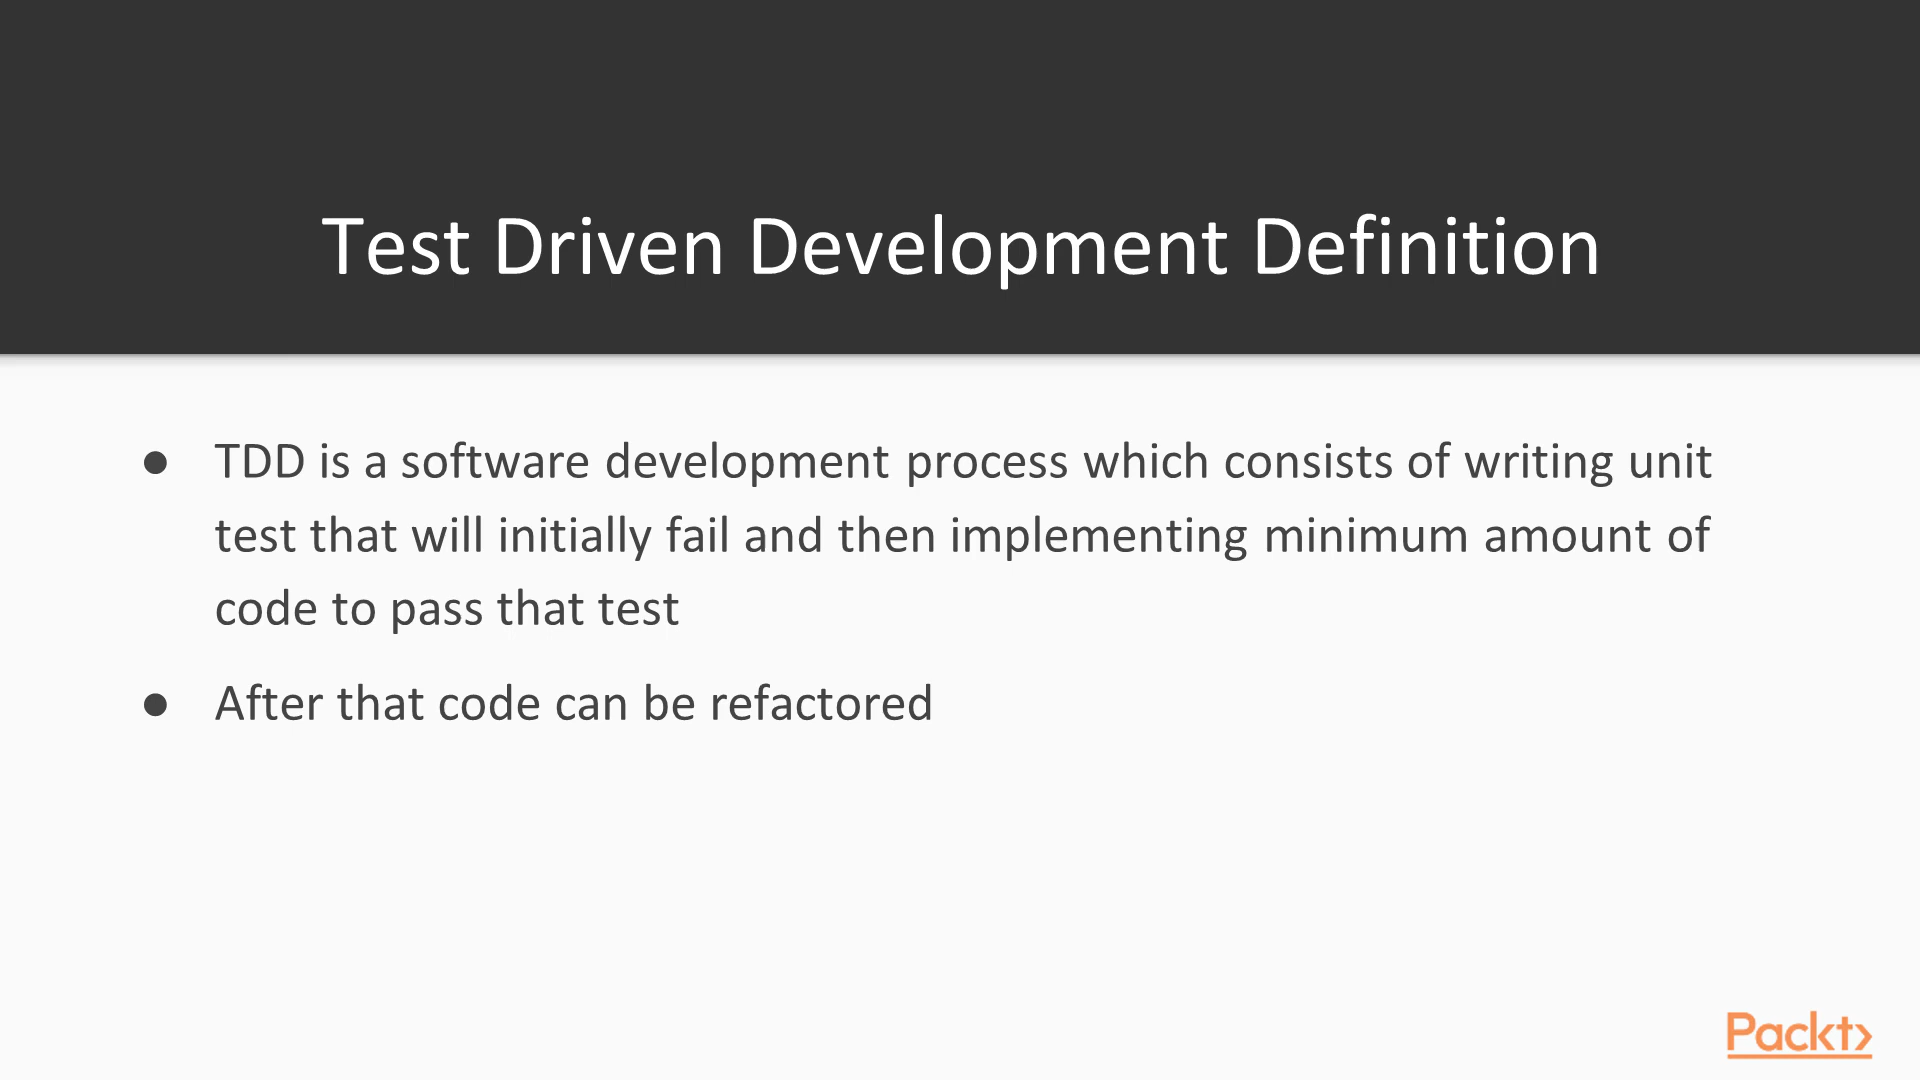 Test Driven Development Definition
● TDD is a software development process which consists of writing unit
test that will initially fail and then implementing minimum amount of
code to pass that test
● After that code can be refactored
Packt>